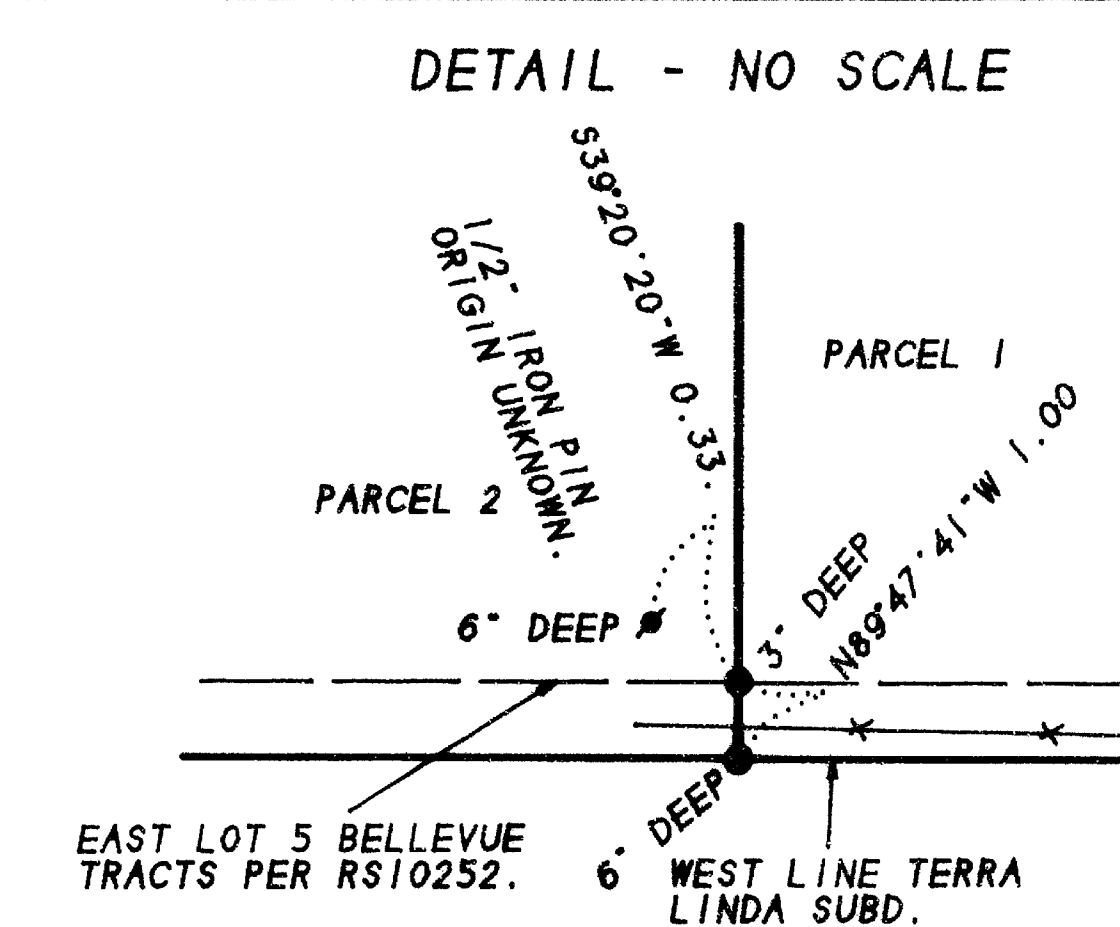 DETAIL - NO SCALE
S39°20'20"W 0.33'
1/2" IRON PIN
ORIGIN UNKNOWN.
PARCEL 1
PARCEL 2
N89°47'41"W 1.00
3" DEEP
6" DEEP
6" DEEP
EAST LOT 5 BELLEVUE
TRACTS PER RS10252.
WEST LINE TERRA
LINDA SUBD.